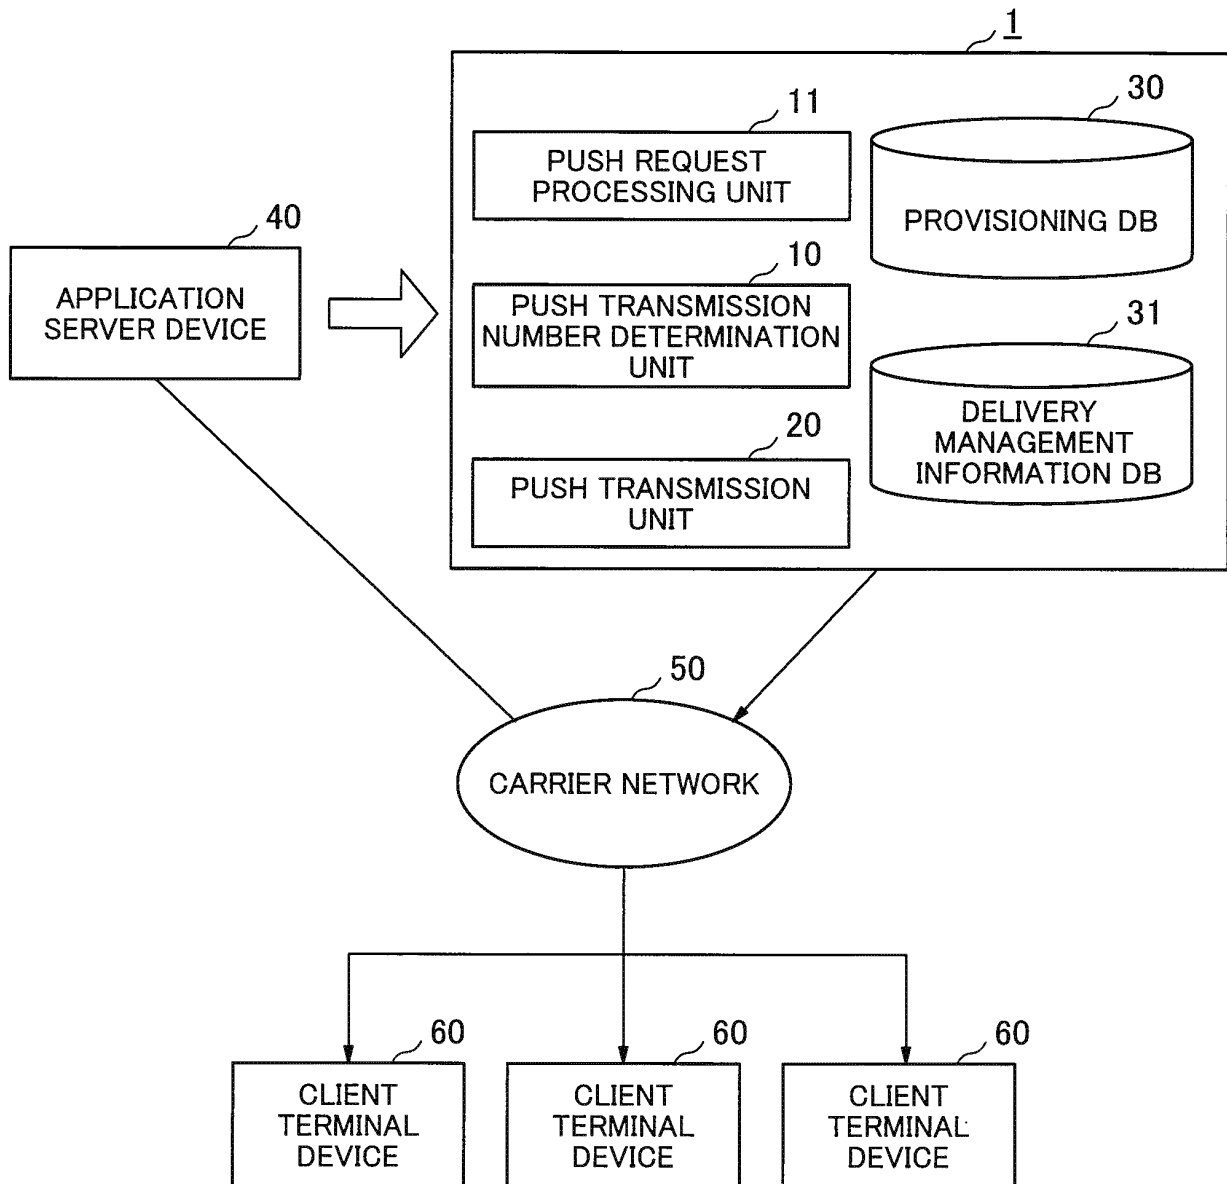 1
11
PUSH REQUEST
PROCESSING UNIT
30
PROVISIONING DB
40
APPLICATION
SERVER DEVICE
10
PUSH TRANSMISSION
NUMBER DETERMINATION
UNIT
31
DELIVERY
MANAGEMENT
INFORMATION DB
20
PUSH TRANSMISSION
UNIT
50
CARRIER NETWORK
60
CLIENT
TERMINAL
DEVICE
60
CLIENT
TERMINAL
DEVICE
60
CLIENT
TERMINAL
DEVICE